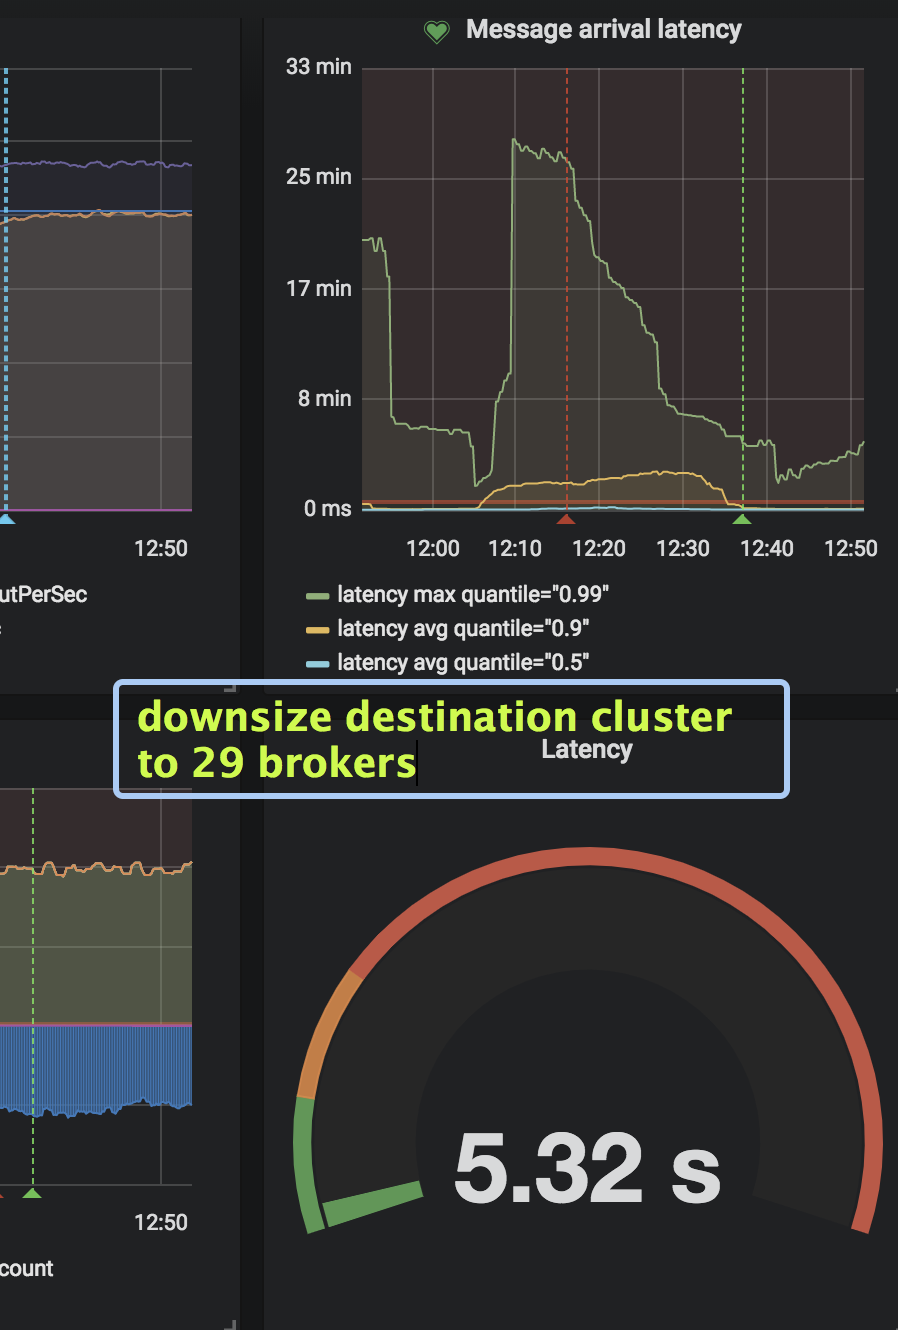 Message arrival latency
33 min
25 min
17 min
8 min
0 ms
12:50
12:00 12:10 12:20 12:30 12:40 12:50
utPerSec
latency max quantile="0.99"
latency avg quantile="0.9"
latency avg quantile="0.5"
downsize destination cluster
to 29 brokers
Latency
5.32 s
12:50
count